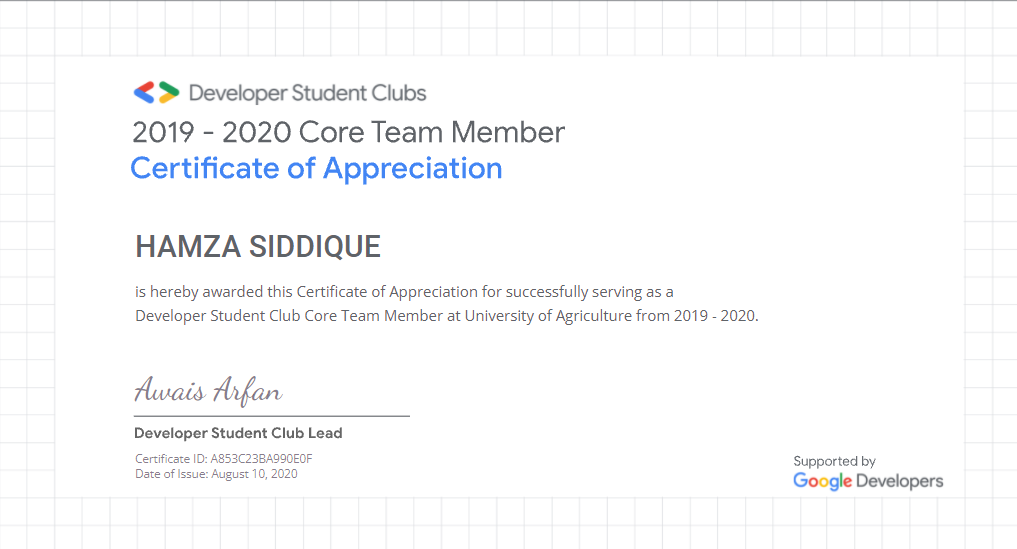 Developer Student Clubs
2019 - 2020 Core Team Member
Certificate of Appreciation
HAMZA SIDDIQUE
is hereby awarded this Certificate of Appreciation for successfully serving as a
Developer Student Club Core Team Member at University of Agriculture from 2019 - 2020.
Awais Arfan
Developer Student Club Lead
Certificate ID: A853C23BA990E0F
Date of Issue: August 10, 2020
Supported by
Google Developers